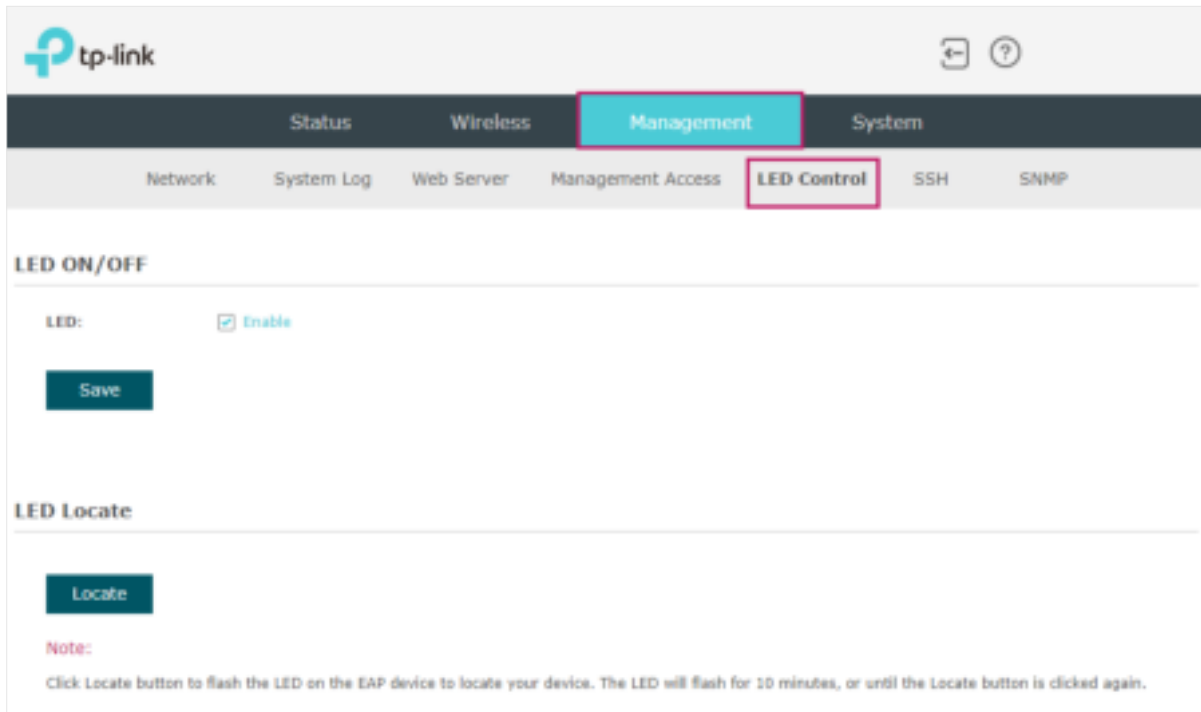 tp-link
Status Wireless Management System
Network System Log Web Server Management Access LED Control SSH SNMP
LED ON/OFF
LED: Enable
Save
LED Locate
Locate
Note:
Click Locate button to flash the LED on the EAP device to locate your device. The LED will flash for 10 minutes, or until the Locate button is clicked again.